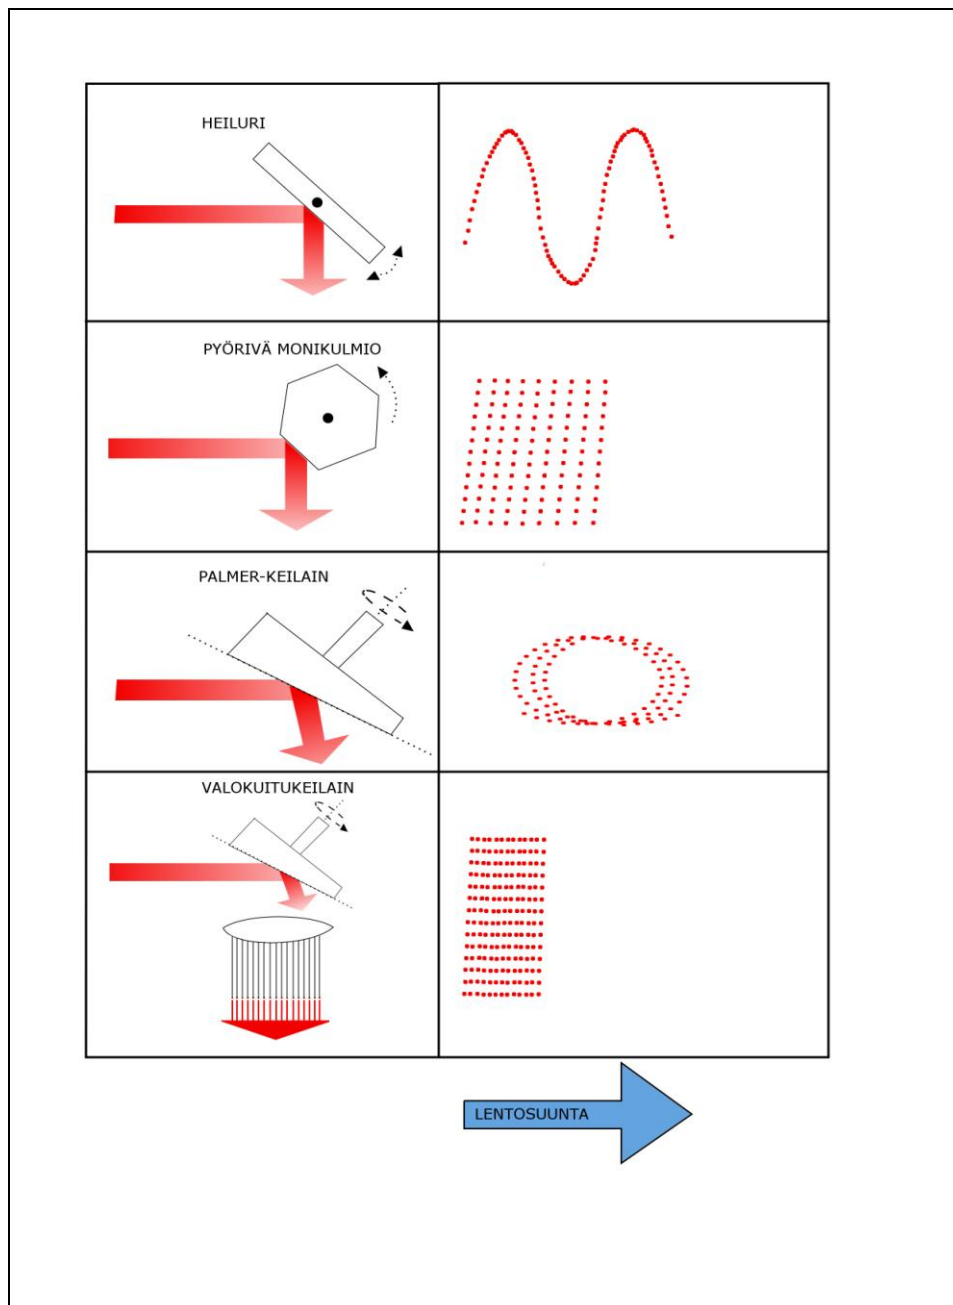 HEILURI
PYÖRIVÄ MONIKULMIO
PALMER-KEILAIN
VALOKUITUKEILAIN
LENTOSUUNTA